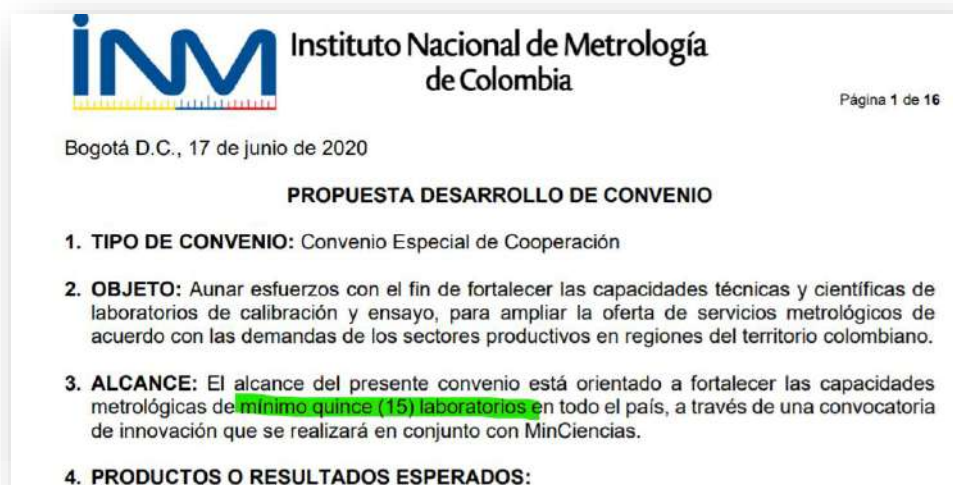 iNM Instituto Nacional de Metrología
de Colombia
Página 1 de 16
Bogotá D.C., 17 de junio de 2020
PROPUESTA DESARROLLO DE CONVENIO
1. TIPO DE CONVENIO: Convenio Especial de Cooperación
2. OBJETO: Aunar esfuerzos con el fin de fortalecer las capacidades técnicas y científicas de
laboratorios de calibración y ensayo, para ampliar la oferta de servicios metrológicos de
acuerdo con las demandas de los sectores productivos en regiones del territorio colombiano.
3. ALCANCE: El alcance del presente convenio está orientado a fortalecer las capacidades
metrológicas de mínimo quince (15) laboratorios en todo el país, a través de una convocatoria
de innovación que se realizará en conjunto con MinCiencias.
4. PRODUCTOS O RESULTADOS ESPERADOS: